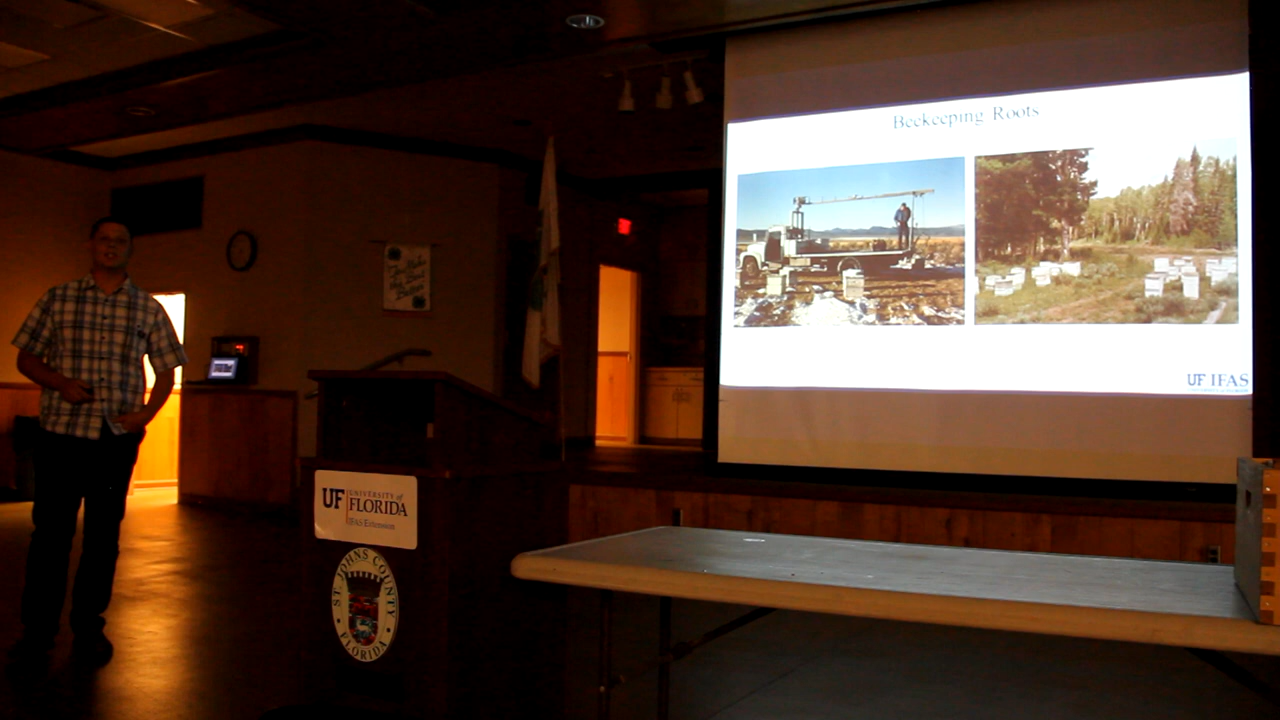 Beekeeping Roots
UF IFAS
UF UNIVERSITY of
FLORIDA
IFAS Extension
ST. JOHNS COUNTY
FLORIDA